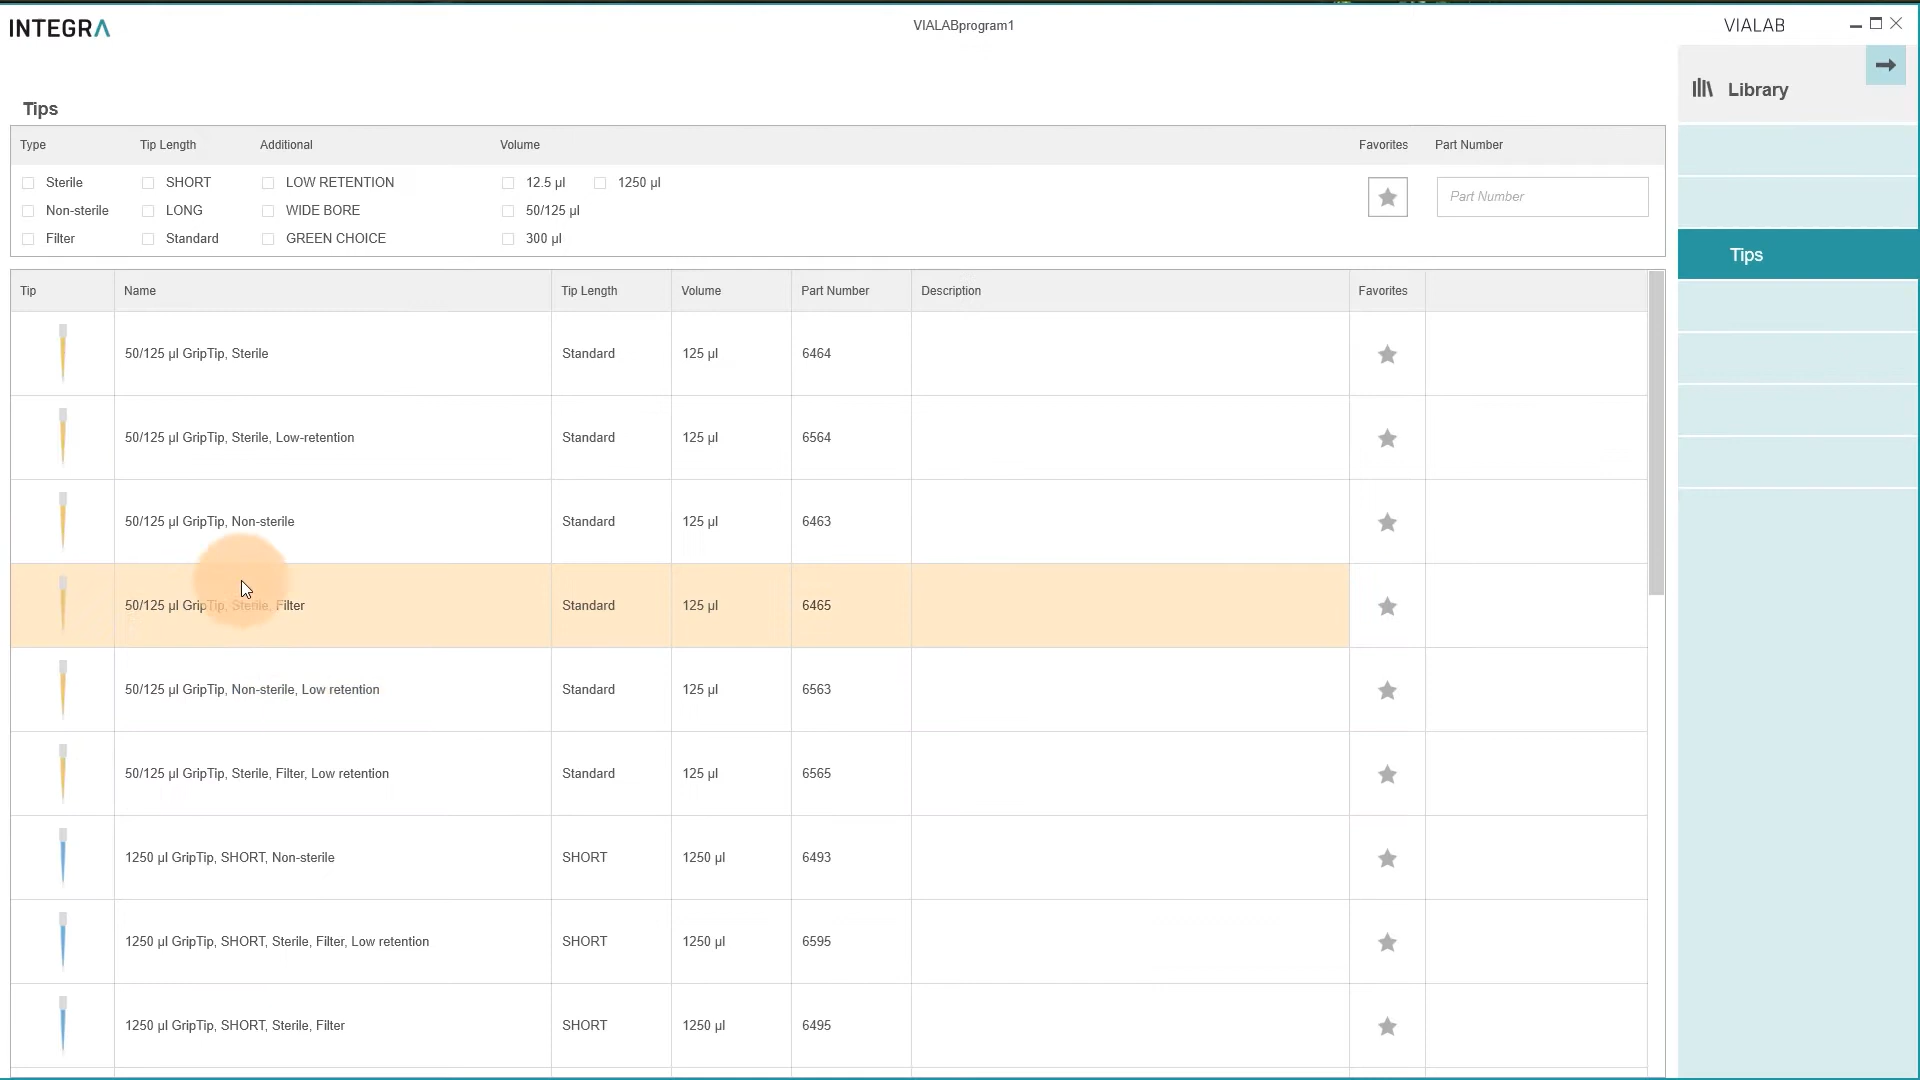 INTEGRA
VIALABprogram1
VIALAB
Library
Tips
Type
Tip Length
Additional
Volume
Favorites
Part Number
Sterile
SHORT
LOW RETENTION
12.5 µl
1250 µl
Part Number
Non-sterile
LONG
WIDE BORE
50/125 µl
Filter
Standard
GREEN CHOICE
300 µl
Tips
Tip
Name
Tip Length
Volume
Part Number
Description
Favorites
50/125 µl GripTip, Sterile
Standard
125 µl
6464
50/125 µl GripTip, Sterile, Low-retention
Standard
125 µl
6564
50/125 µl GripTip, Non-sterile
Standard
125 µl
6463
50/125 µl GripTip, Sterile, Filter
Standard
125 µl
6465
50/125 µl GripTip, Non-sterile, Low retention
Standard
125 µl
6563
50/125 µl GripTip, Sterile, Filter, Low retention
Standard
125 µl
6565
1250 µl GripTip, SHORT, Non-sterile
SHORT
1250 µl
6493
1250 µl GripTip, SHORT, Sterile, Filter, Low retention
SHORT
1250 µl
6595
1250 µl GripTip, SHORT, Sterile, Filter
SHORT
1250 µl
6495